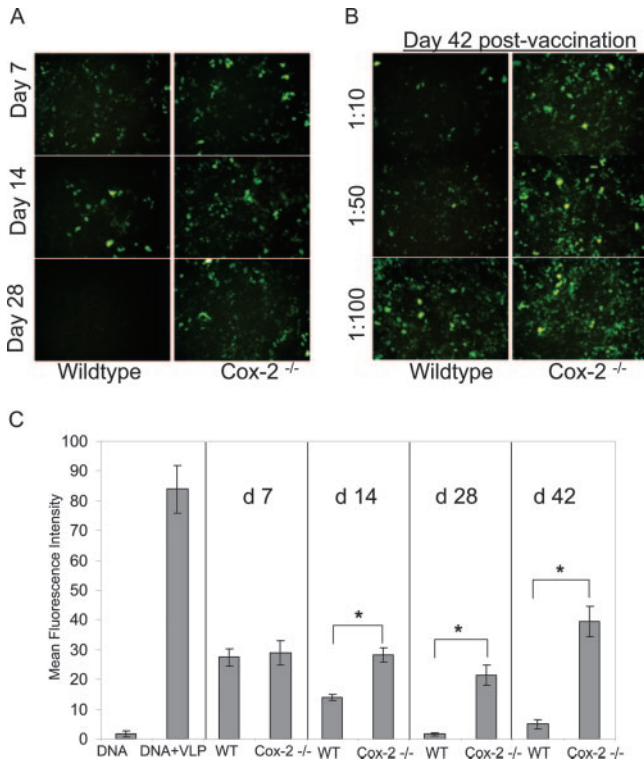 A
B
Day 42 post-vaccination
Day 7
Day 14
Day 28
1:10
1:50
1:100
Wildtype
Cox-2 -/-
Wildtype
Cox-2 -/-
C
Mean Fluorescence Intensity
100
90
80
70
60
50
40
30
20
10
0
d 7
d 14
d 28
d 42
*
*
*
DNA
DNA+VLP
WT
Cox-2 -/-
WT
Cox-2 -/-
WT
Cox-2 -/-
WT
Cox-2 -/-